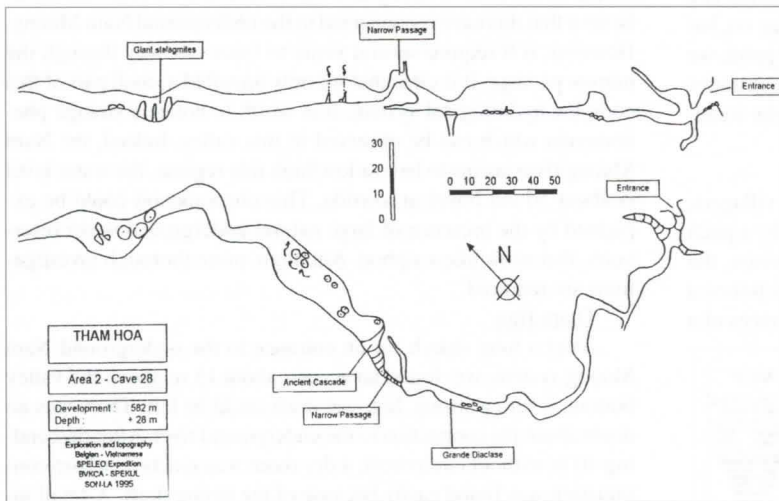 Giant stalagmites
Narrow Passage
Entrance
30
20
10
0
0 10 20 30 40 50
Entrance
N
THAM HOA
Area 2 - Cave 28
Development : 582 m
Depth : + 28 m
Exploration and topography
Belgian - Vietnamese
SPELEO Expedition
BVKCA - SPEKUL
SON-LA 1995
Ancient Cascade
Narrow Passage
Grande Diaclase